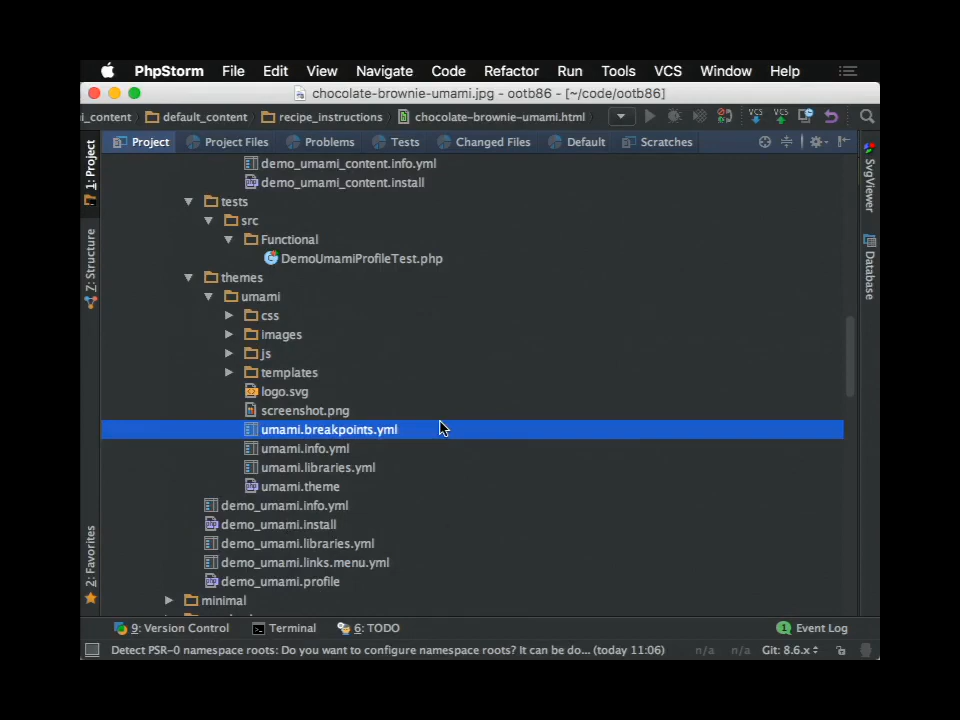 PhpStorm File Edit View Navigate Code Refactor Run Tools VCS Window Help
chocolate-brownie-umami.jpg - ootb86 - [~/code/ootb86]
i_content default_content recipe_instructions chocolate-brownie-umami.html VCS VCS
Project Project Files Problems Tests Changed Files Default Scratches
1: Project
Z: Structure
2: Favorites
demo_umami_content.info.yml
demo_umami_content.install
tests
src
Functional
DemoUmamiProfileTest.php
themes
umami
css
images
js
templates
logo.svg
screenshot.png
umami.breakpoints.yml
umami.info.yml
umami.libraries.yml
umami.theme
demo_umami.info.yml
demo_umami.install
demo_umami.libraries.yml
demo_umami.links.menu.yml
demo_umami.profile
minimal
SvgViewer
Database
9: Version Control Terminal 6: TODO 1 Event Log
Detect PSR-0 namespace roots: Do you want to configure namespace roots? It can be do... (today 11:06) n/a n/a Git: 8.6.x